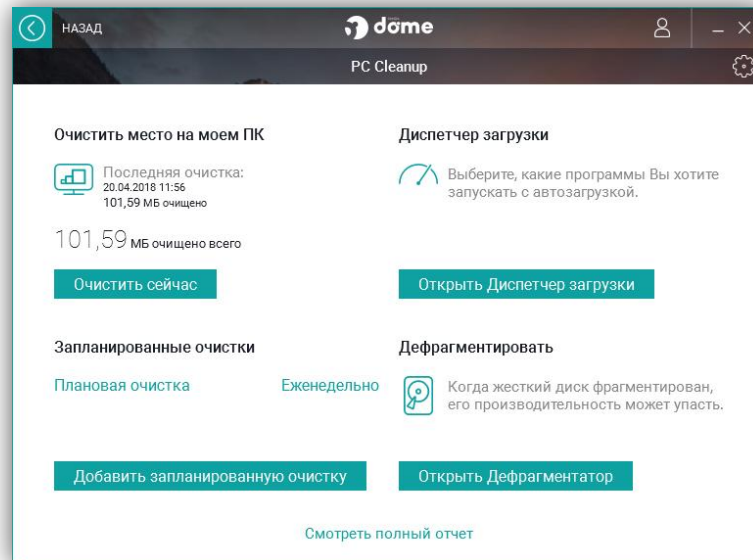 НАЗАД
dome
PC Cleanup
Очистить место на моем ПК
Последняя очистка:
20.04.2018 11:56
101,59 МБ очищено
101,59 МБ очищено всего
Очистить сейчас
Диспетчер загрузки
Выберите, какие программы Вы хотите
запускать с автозагрузкой.
Открыть Диспетчер загрузки
Запланированные очистки
Плановая очистка Еженедельно
Добавить запланированную очистку
Дефрагментировать
Когда жесткий диск фрагментирован,
его производительность может упасть.
Открыть Дефрагментатор
Смотреть полный отчет